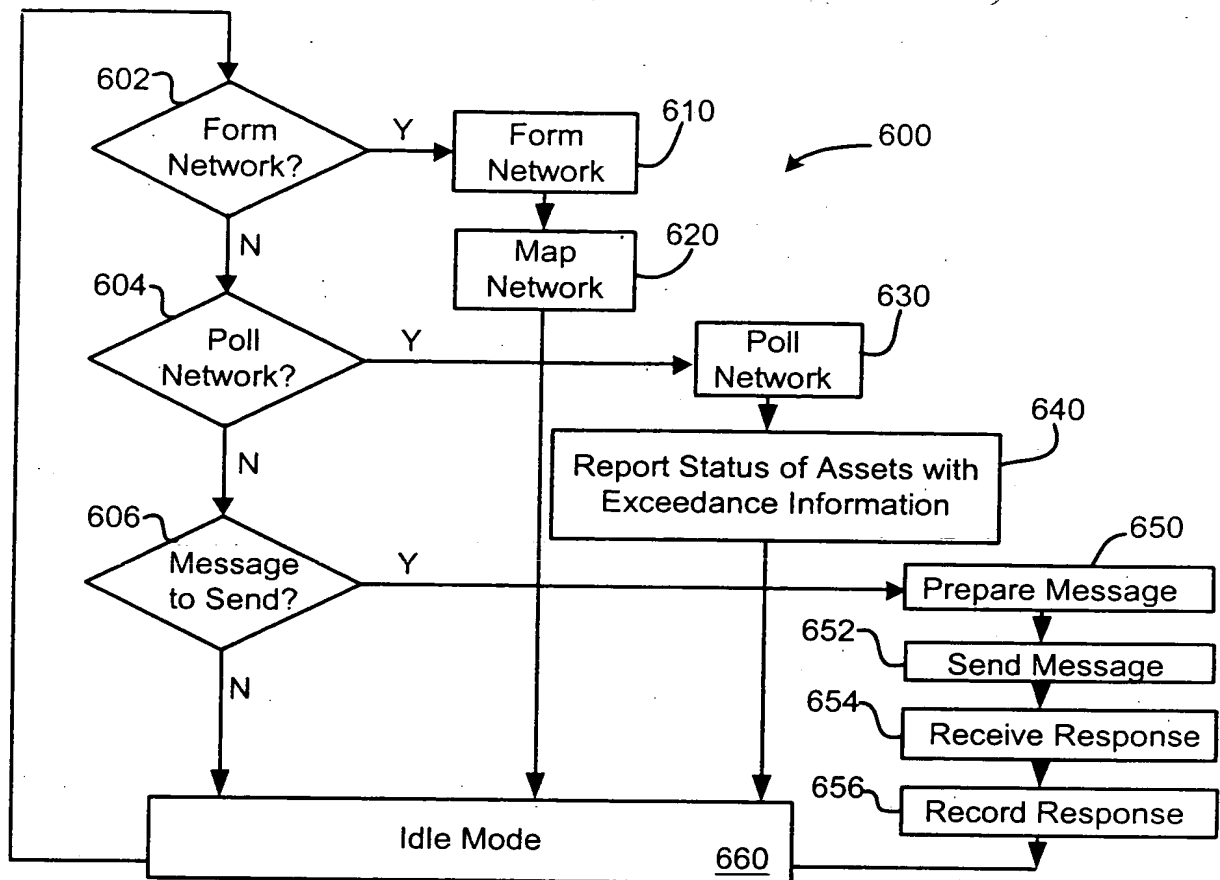 602
Form
Network?
Y
Form
Network
610
600
N
Map
Network
620
604
Poll
Network?
Y
Poll
Network
630
N
Report Status of Assets with
Exceedance Information
640
606
Message
to Send?
Y
Prepare Message
650
652
Send Message
N
654
Receive Response
656
Record Response
Idle Mode
660